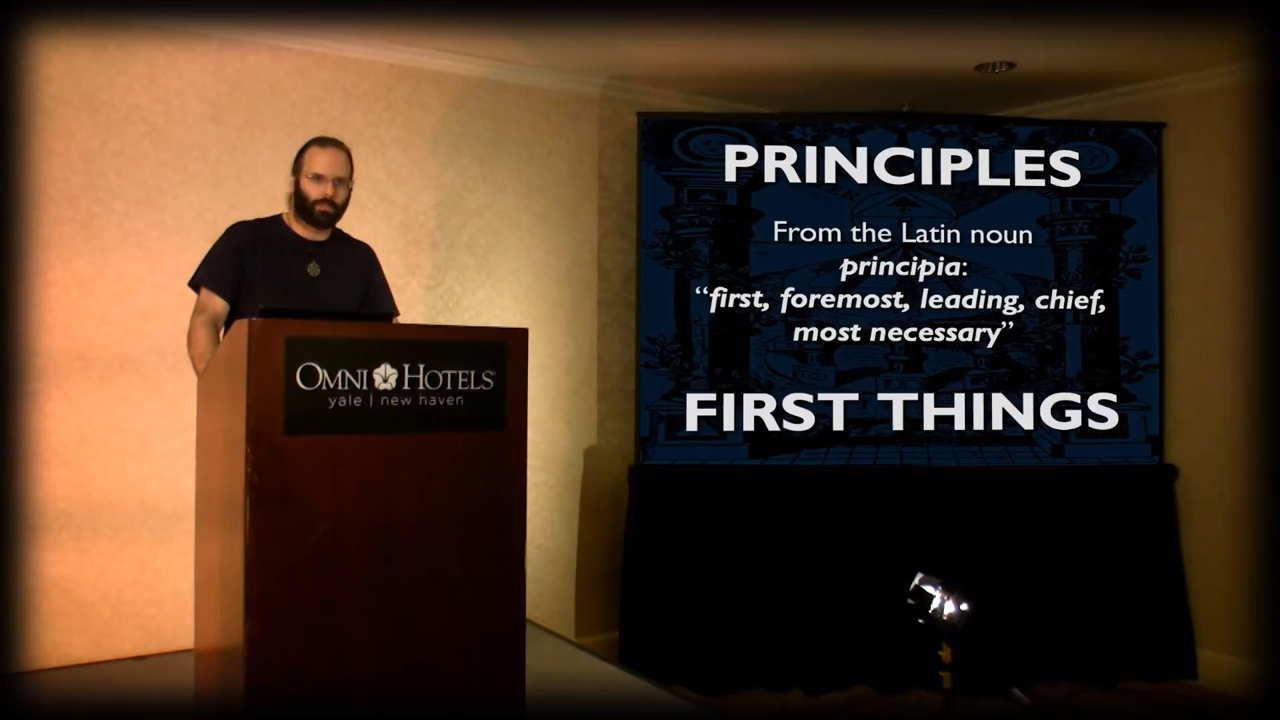 OMNI HOTELS
yale | new haven
PRINCIPLES
From the Latin noun
principia:
“first, foremost, leading, chief,
most necessary”
FIRST THINGS